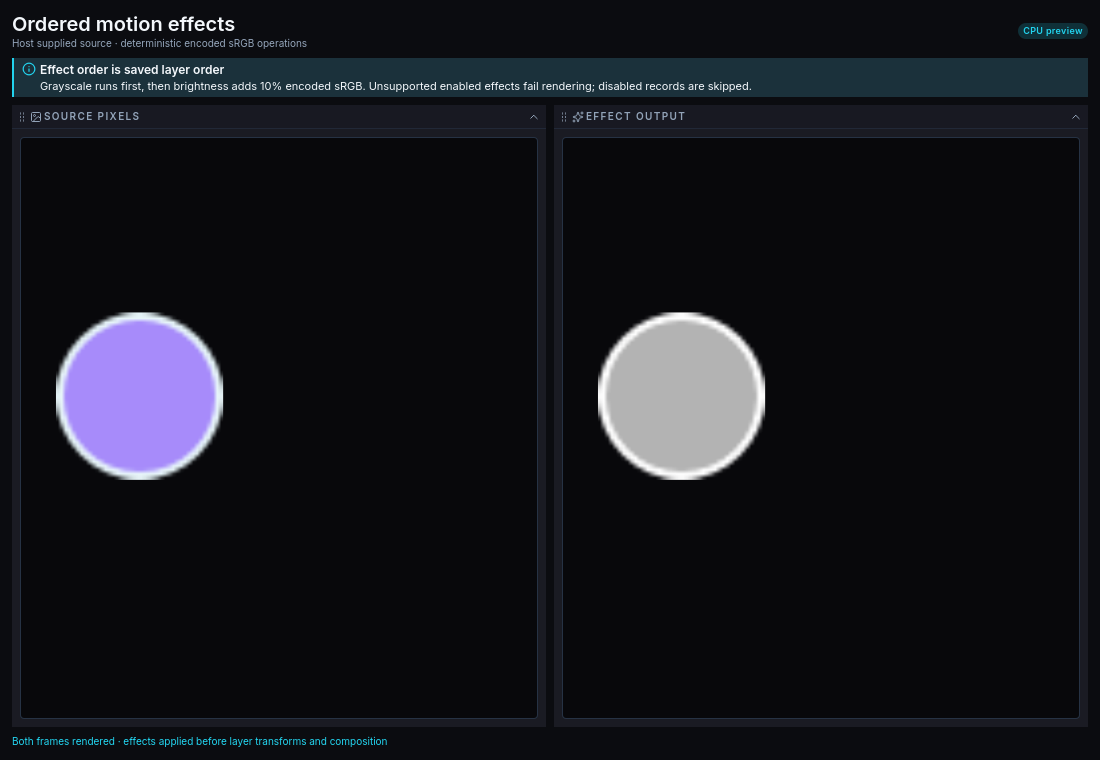 Ordered motion effects
Host supplied source · deterministic encoded sRGB operations
CPU preview
Effect order is saved layer order
Grayscale runs first, then brightness adds 10% encoded sRGB. Unsupported enabled effects fail rendering; disabled records are skipped.
SOURCE PIXELS
EFFECT OUTPUT
Both frames rendered · effects applied before layer transforms and composition